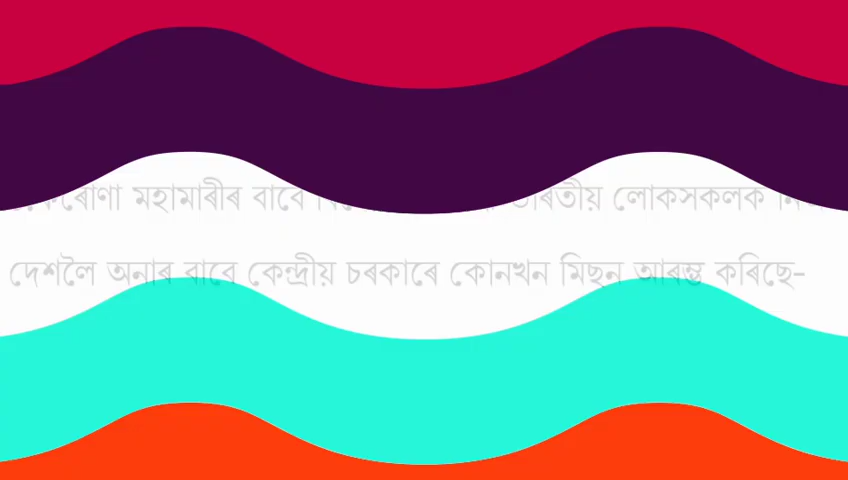 মহামাৰীৰ বাবে ভাৰতীয় লোকসকলক
দেশলৈ অনাৰ বাবে কেন্দ্ৰীয় চৰকাৰে কোনখন মিছন আৰম্ভ কৰিছে-